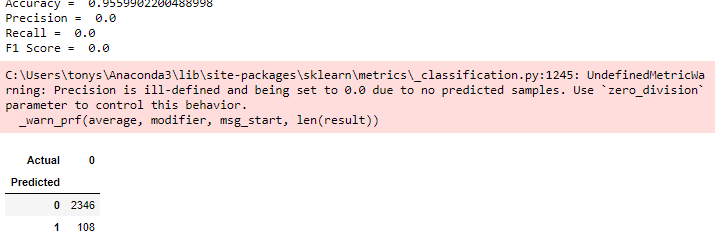 Accuracy =  0.9559902200488998
Precision =  0.0
Recall =  0.0
F1 Score =  0.0
C:\Users\tonys\Anaconda3\lib\site-packages\sklearn\metrics\_classification.py:1245: UndefinedMetricWa
rning: Precision is ill-defined and being set to 0.0 due to no predicted samples. Use `zero_division`
parameter to control this behavior.
  _warn_prf(average, modifier, msg_start, len(result))
Actual 0
Predicted
0 2346
1 108